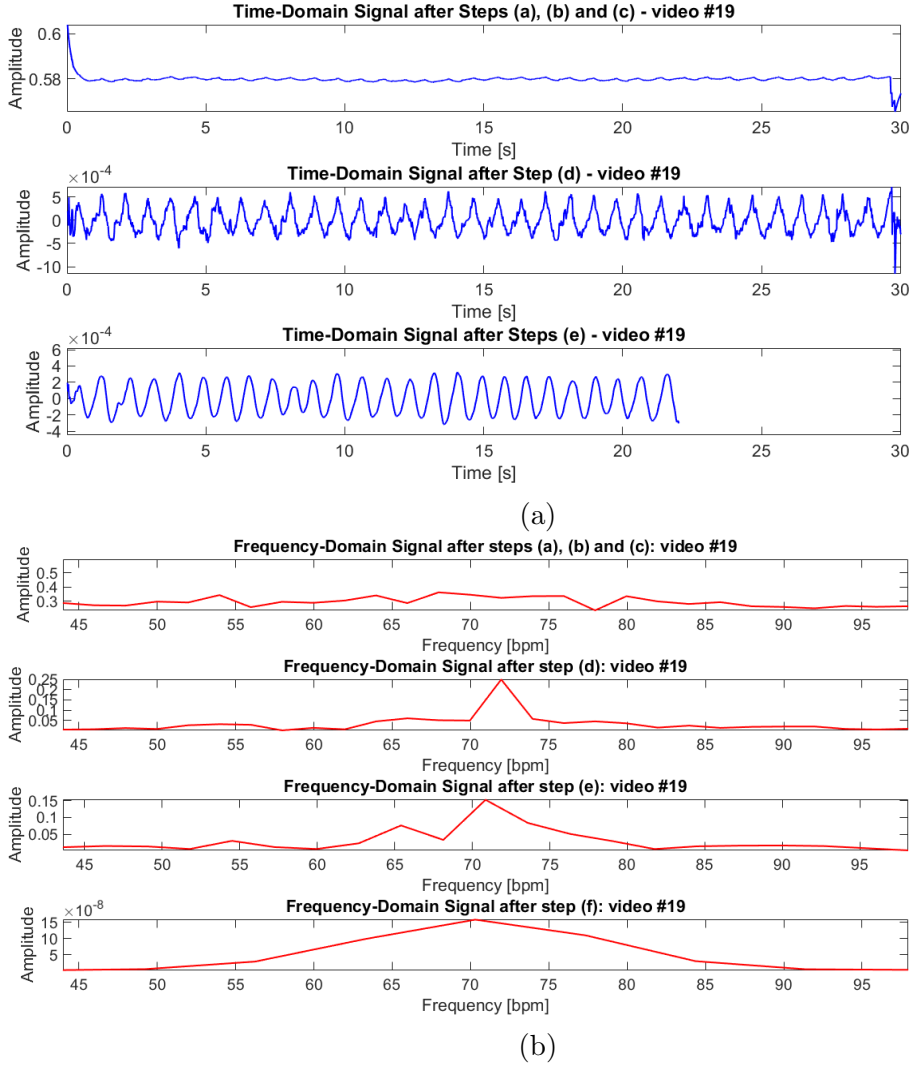 Time-Domain Signal after Steps (a), (b) and (c) - video #19
0.6
0.58
Amplitude
0 5 10 15 20 25 30
Time [s]
×10⁻⁴ Time-Domain Signal after Step (d) - video #19
5
0
-5
-10
Amplitude
0 5 10 15 20 25 30
Time [s]
×10⁻⁴ Time-Domain Signal after Steps (e) - video #19
6
4
2
0
-2
-4
Amplitude
0 5 10 15 20 25 30
Time [s]
(a)
Frequency-Domain Signal after steps (a), (b) and (c): video #19
0.5
0.4
0.3
Amplitude
45 50 55 60 65 70 75 80 85 90 95
Frequency [bpm]
Frequency-Domain Signal after step (d): video #19
0.25
0.2
0.15
0.05
Amplitude
45 50 55 60 65 70 75 80 85 90 95
Frequency [bpm]
Frequency-Domain Signal after step (e): video #19
0.15
0.1
0.05
Amplitude
45 50 55 60 65 70 75 80 85 90 95
Frequency [bpm]
×10⁻⁸ Frequency-Domain Signal after step (f): video #19
15
10
5
Amplitude
45 50 55 60 65 70 75 80 85 90 95
Frequency [bpm]
(b)